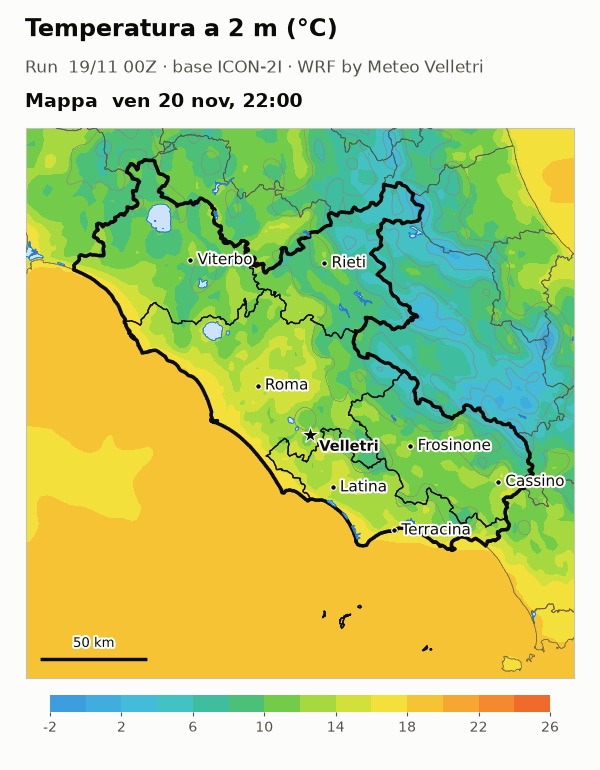 Temperatura a 2 m (°C)
Run  19/11 00Z · base ICON-2I · WRF by Meteo Velletri
Mappa  ven 20 nov, 22:00
Viterbo
Rieti
Roma
Velletri
Frosinone
Cassino
Latina
Terracina
50 km
-2 2 6 10 14 18 22 26